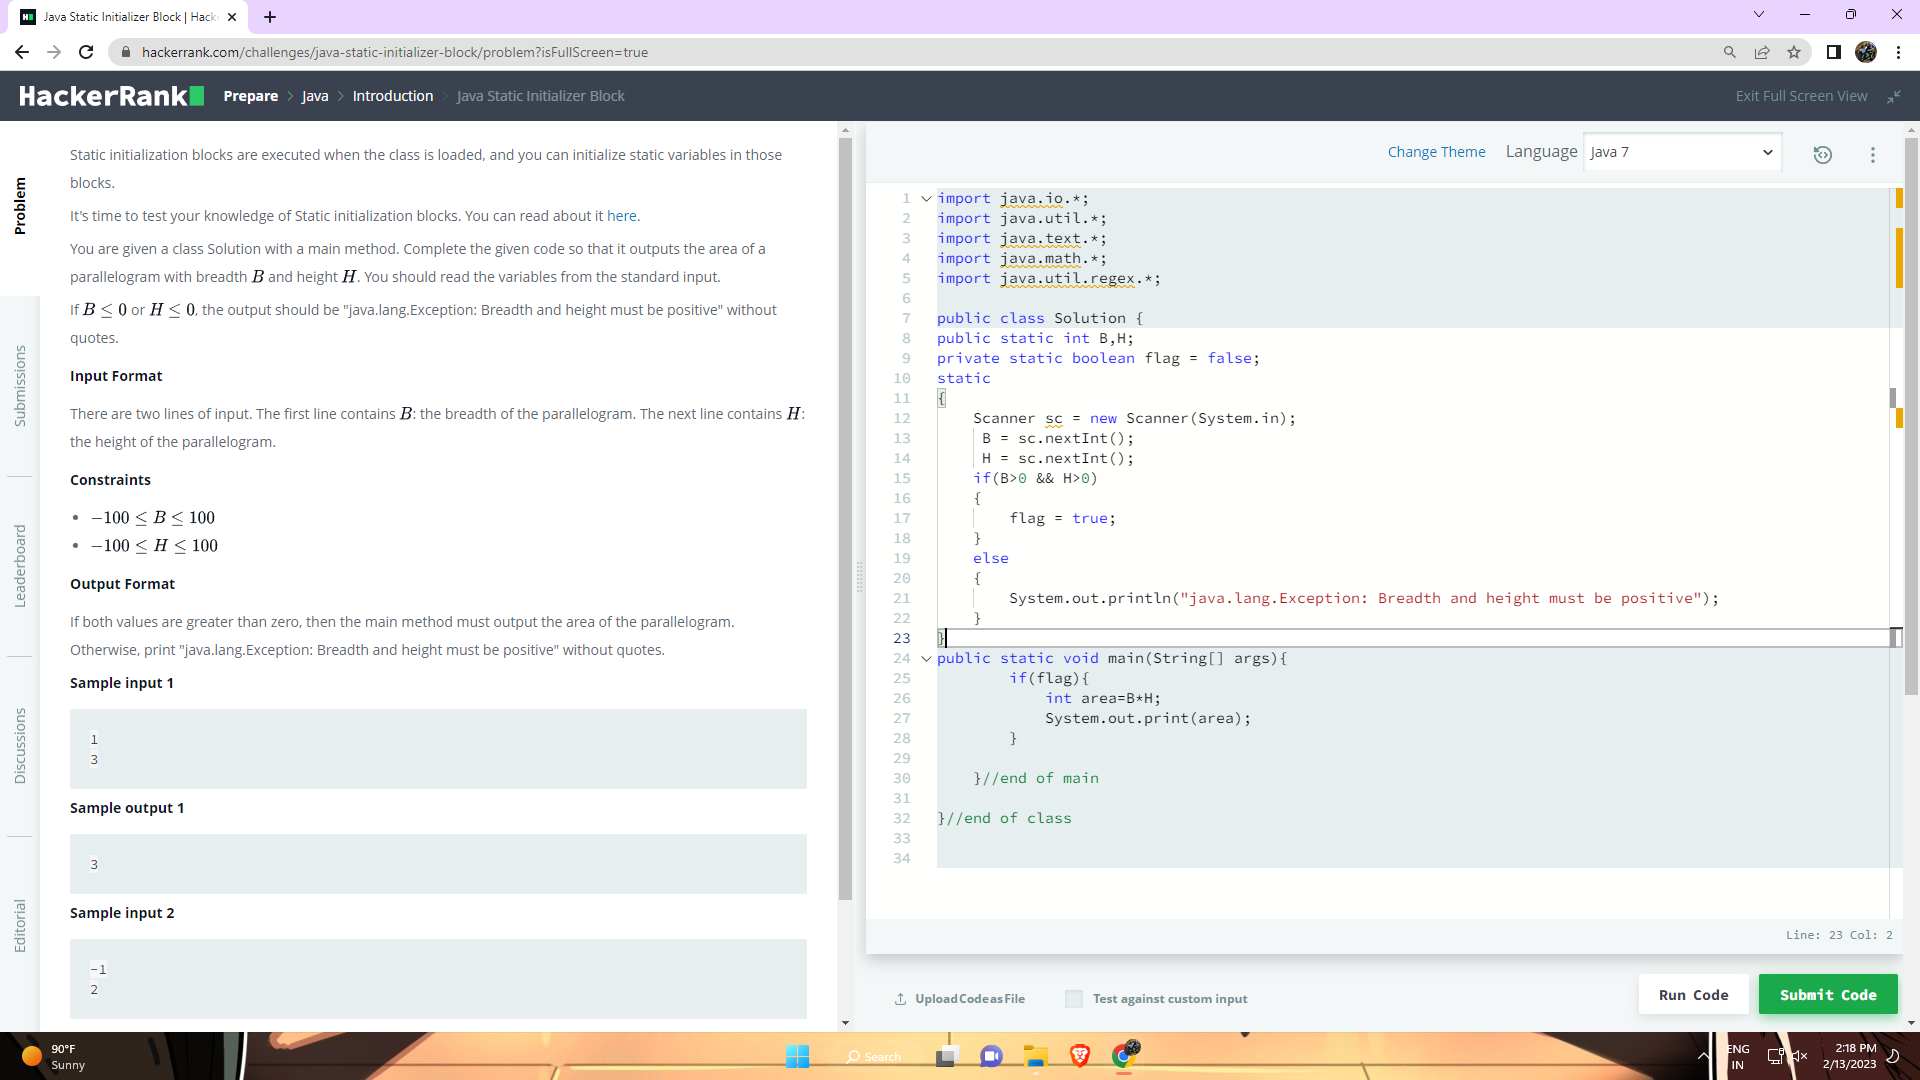 Java Static Initializer Block | Hack
hackerrank.com/challenges/java-static-initializer-block/problem?isFullScreen=true
HackerRank
Prepare > Java > Introduction > Java Static Initializer Block
Exit Full Screen View
Problem
Submissions
Leaderboard
Discussions
Editorial
Static initialization blocks are executed when the class is loaded, and you can initialize static variables in those
blocks.
It's time to test your knowledge of Static initialization blocks. You can read about it here.
You are given a class Solution with a main method. Complete the given code so that it outputs the area of a
parallelogram with breadth B and height H. You should read the variables from the standard input.
If B ≤ 0 or H ≤ 0, the output should be "java.lang.Exception: Breadth and height must be positive" without
quotes.
Input Format
There are two lines of input. The first line contains B: the breadth of the parallelogram. The next line contains H:
the height of the parallelogram.
Constraints
• −100 ≤ B ≤ 100
• −100 ≤ H ≤ 100
Output Format
If both values are greater than zero, then the main method must output the area of the parallelogram.
Otherwise, print "java.lang.Exception: Breadth and height must be positive" without quotes.
Sample input 1
1
3
Sample output 1
3
Sample input 2
-1
2
Change Theme
Language
Java 7
1 import java.io.*;
2 import java.util.*;
3 import java.text.*;
4 import java.math.*;
5 import java.util.regex.*;
6
7 public class Solution {
8 public static int B,H;
9 private static boolean flag = false;
10 static
11 {
12     Scanner sc = new Scanner(System.in);
13      B = sc.nextInt();
14      H = sc.nextInt();
15     if(B>0 && H>0)
16     {
17         flag = true;
18     }
19     else
20     {
21         System.out.println("java.lang.Exception: Breadth and height must be positive");
22     }
23 }
24 public static void main(String[] args){
25         if(flag){
26             int area=B*H;
27             System.out.print(area);
28         }
29
30     }//end of main
31
32 }//end of class
33
34
Line: 23 Col: 2
Upload Code as File
Test against custom input
Run Code
Submit Code
90°F
Sunny
Search
ENG
IN
2:18 PM
2/13/2023